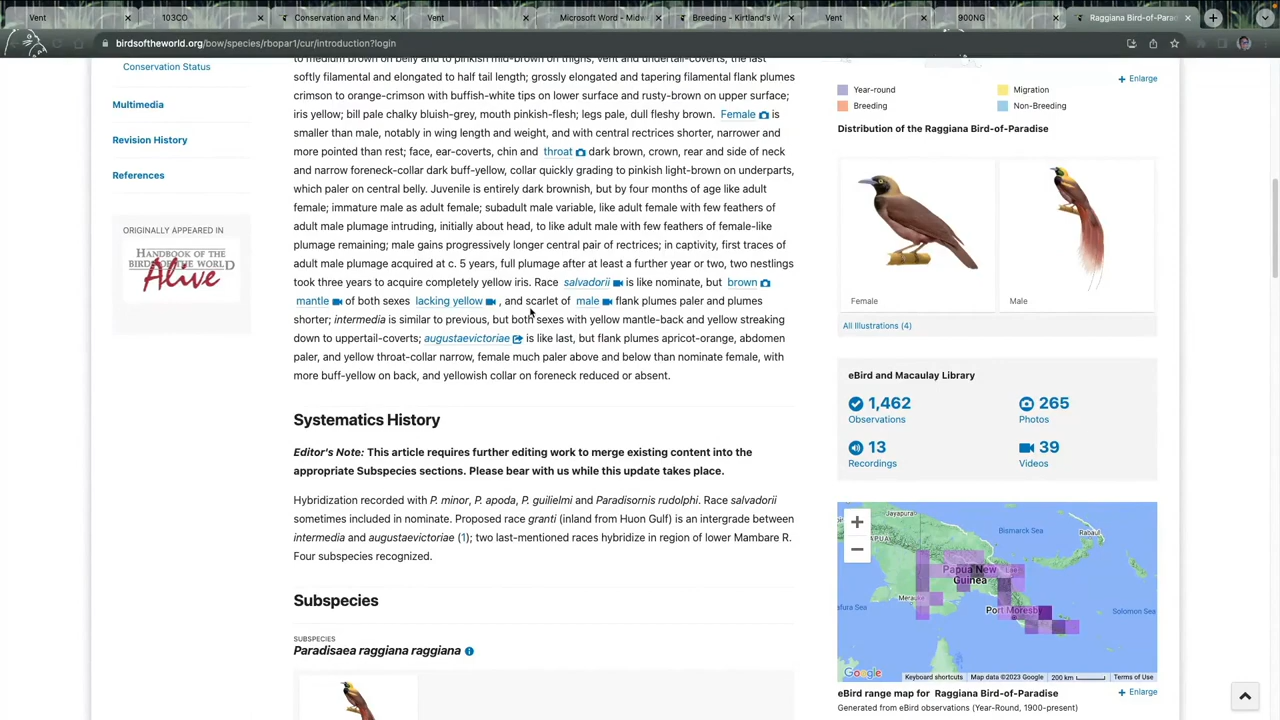 Vent
103CO
Conservation and Man
Vent
Microsoft Word - Midw
Breeding - Kirtland's W
Vent
900NG
Raggiana Bird-of-Para
birdsoftheworld.org/bow/species/rbopar1/cur/introduction?login
Conservation Status
Multimedia
Revision History
References
ORIGINALLY APPEARED IN
HANDBOOK OF THE
BIRDS OF THE WORLD
Alive
to medium brown on belly and to pinkish mid-brown on thighs, vent and undertail-coverts; the last
softly filamental and elongated to half tail length; grossly elongated and tapering filamental flank plumes
crimson to orange-crimson with buffish-white tips on lower surface and rusty-brown on upper surface;
iris yellow; bill pale chalky bluish-grey, mouth pinkish-flesh; legs pale, dull fleshy brown. Female is
smaller than male, notably in wing length and weight, and with central rectrices shorter, narrower and
more pointed than rest; face, ear-coverts, chin and throat dark brown, crown, rear and side of neck
and narrow foreneck-collar dark buff-yellow, collar quickly grading to pinkish light-brown on underparts,
which paler on central belly. Juvenile is entirely dark brownish, but by four months of age like adult
female; immature male as adult female; subadult male variable, like adult female with few feathers of
adult male plumage intruding, initially about head, to like adult male with few feathers of female-like
plumage remaining; male gains progressively longer central pair of rectrices; in captivity, first traces of
adult male plumage acquired at c. 5 years, full plumage after at least a further year or two, two nestlings
took three years to acquire completely yellow iris. Race salvadorii is like nominate, but brown
mantle of both sexes lacking yellow , and scarlet of male flank plumes paler and plumes
shorter; intermedia is similar to previous, but both sexes with yellow mantle-back and yellow streaking
down to uppertail-coverts; augustaevictoriae is like last, but flank plumes apricot-orange, abdomen
paler, and yellow throat-collar narrow, female much paler above and below than nominate female, with
more buff-yellow on back, and yellowish collar on foreneck reduced or absent.
Systematics History
Editor's Note: This article requires further editing work to merge existing content into the
appropriate Subspecies sections. Please bear with us while this update takes place.
Hybridization recorded with P. minor, P. apoda, P. guilielmi and Paradisornis rudolphi. Race salvadorii
sometimes included in nominate. Proposed race granti (inland from Huon Gulf) is an intergrade between
intermedia and augustaevictoriae (1); two last-mentioned races hybridize in region of lower Mambare R.
Four subspecies recognized.
Subspecies
SUBSPECIES
Paradisaea raggiana raggiana
Enlarge
Year-round
Migration
Breeding
Non-Breeding
Distribution of the Raggiana Bird-of-Paradise
Female
Male
All Illustrations (4)
eBird and Macaulay Library
1,462
Observations
265
Photos
13
Recordings
39
Videos
Jayapura
Bismarck Sea
Rabaul
PAPUA
Papua New
Guinea
Lae
Merauke
Port Moresby
afura Sea
Solomon Sea
Google
Keyboard shortcuts
Map data ©2023 Google
200 km
Terms of Use
eBird range map for Raggiana Bird-of-Paradise
Enlarge
Generated from eBird observations (Year-Round, 1900-present)